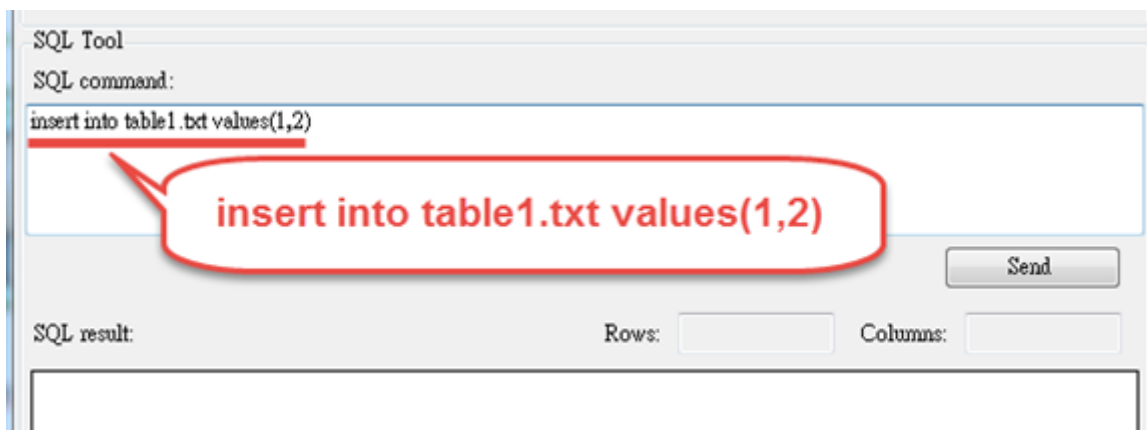 SQL Tool
SQL command:
insert into table1.txt values(1,2)
insert into table1.txt values(1,2)
Send
SQL result:
Rows:
Columns: